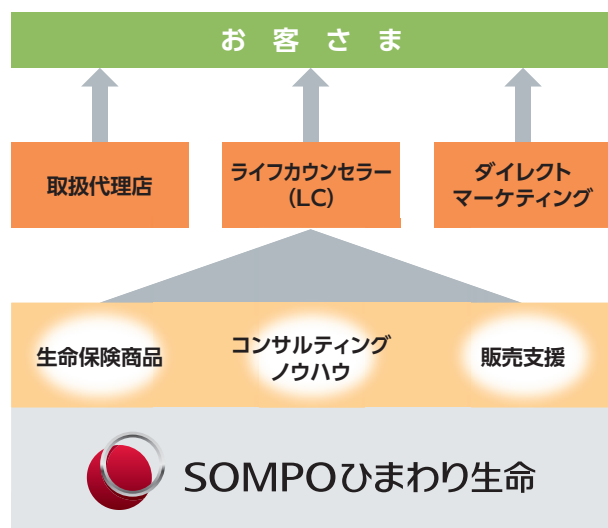 お客さま
取扱代理店
ライフカウンセラー
(LC)
ダイレクト
マーケティング
生命保険商品
コンサルティング
ノウハウ
販売支援
SOMPOひまわり生命